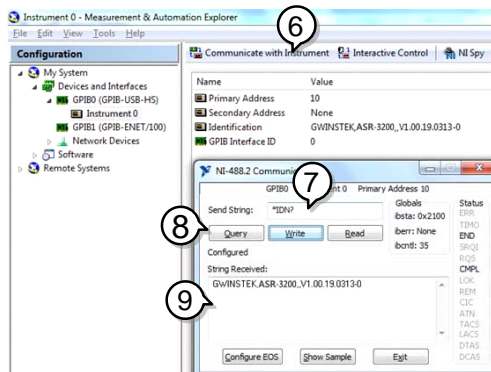 Instrument 0 - Measurement & Automation Explorer
File Edit View Tools Help
6
Configuration
Communicate with Instrument Interactive Control NI Spy
My System
Devices and Interfaces
GPIB0 (GPIB-USB-HS)
Instrument 0
GPIB1 (GPIB-ENET/100)
Network Devices
Software
Remote Systems
Name Value
Primary Address 10
Secondary Address None
Identification GWINSTEK,ASR-3200,,V1.00.19.0313-0
GPIB Interface ID 0
NI-488.2
7
GPIB0 0 Primary Address 10
Send String: *IDN?
8
Query Write Read
Configured
String Received:
GWINSTEK,ASR-3200,,V1.00.19.0313-0
9
Configure EOS Show Sample Exit
Globals
ibsta: 0x2100
iberr: None
ibcntl: 35
Status
ERR
TIMO
END
SRQI
RQS
CMPL
LOK
REM
CIC
ATN
TACS
LACS
DTAS
DCAS